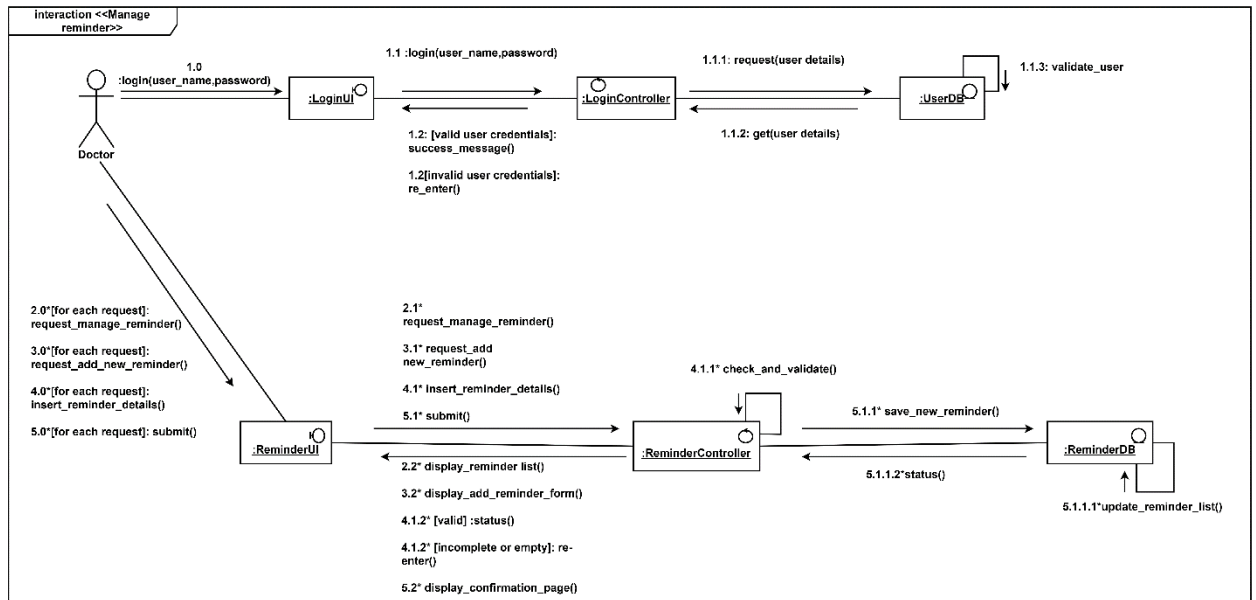 interaction <<Manage
reminder>>
1.0
:login(user_name,password)
1.1 :login(user_name,password)
1.1.1: request(user details)
1.1.3: validate_user
:LoginUI
:LoginController
:UserDB
1.2: [valid user credentials]:
success_message()
1.1.2: get(user details)
1.2[invalid user credentials]:
re_enter()
Doctor
2.0*[for each request]:
request_manage_reminder()
3.0*[for each request]:
request_add_new_reminder()
4.0*[for each request]:
insert_reminder_details()
5.0*[for each request]: submit()
2.1*
request_manage_reminder()
3.1* request_add
new_reminder()
4.1* insert_reminder_details()
5.1* submit()
4.1.1* check_and_validate()
5.1.1* save_new_reminder()
:ReminderUI
:ReminderController
:ReminderDB
2.2* display_reminder list()
3.2* display_add_reminder_form()
4.1.2* [valid] :status()
4.1.2* [incomplete or empty]: re-
enter()
5.2* display_confirmation_page()
5.1.1.2*status()
5.1.1.1*update_reminder_list()